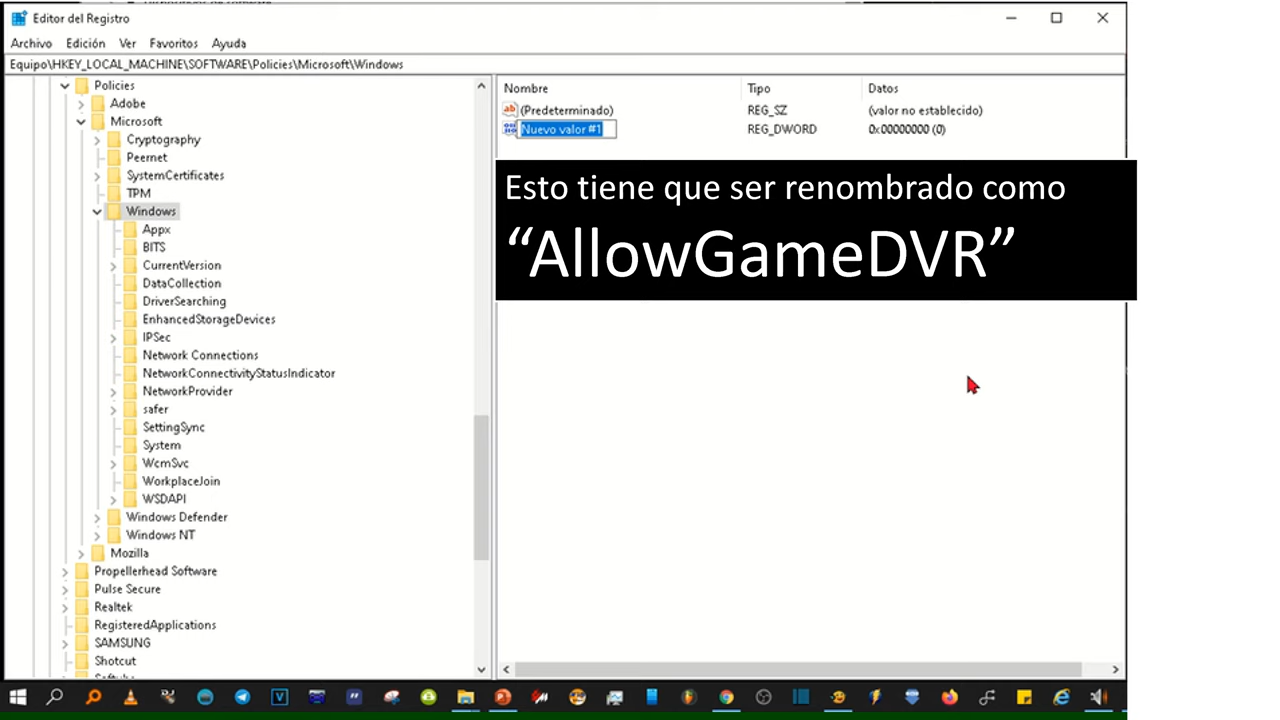 Editor del Registro
Archivo Edición Ver Favoritos Ayuda
Equipo\HKEY_LOCAL_MACHINE\SOFTWARE\Policies\Microsoft\Windows
Policies
Adobe
Microsoft
Cryptography
Peernet
SystemCertificates
TPM
Windows
Appx
BITS
CurrentVersion
DataCollection
DriverSearching
EnhancedStorageDevices
IPSec
Network Connections
NetworkConnectivityStatusIndicator
NetworkProvider
safer
SettingSync
System
WcmSvc
WorkplaceJoin
WSDAPI
Windows Defender
Windows NT
Mozilla
Propellerhead Software
Pulse Secure
Realtek
RegisteredApplications
SAMSUNG
Shotcut
Nombre Tipo Datos
(Predeterminado) REG_SZ (valor no establecido)
Nuevo valor #1 REG_DWORD 0x00000000 (0)
Esto tiene que ser renombrado como
“AllowGameDVR”